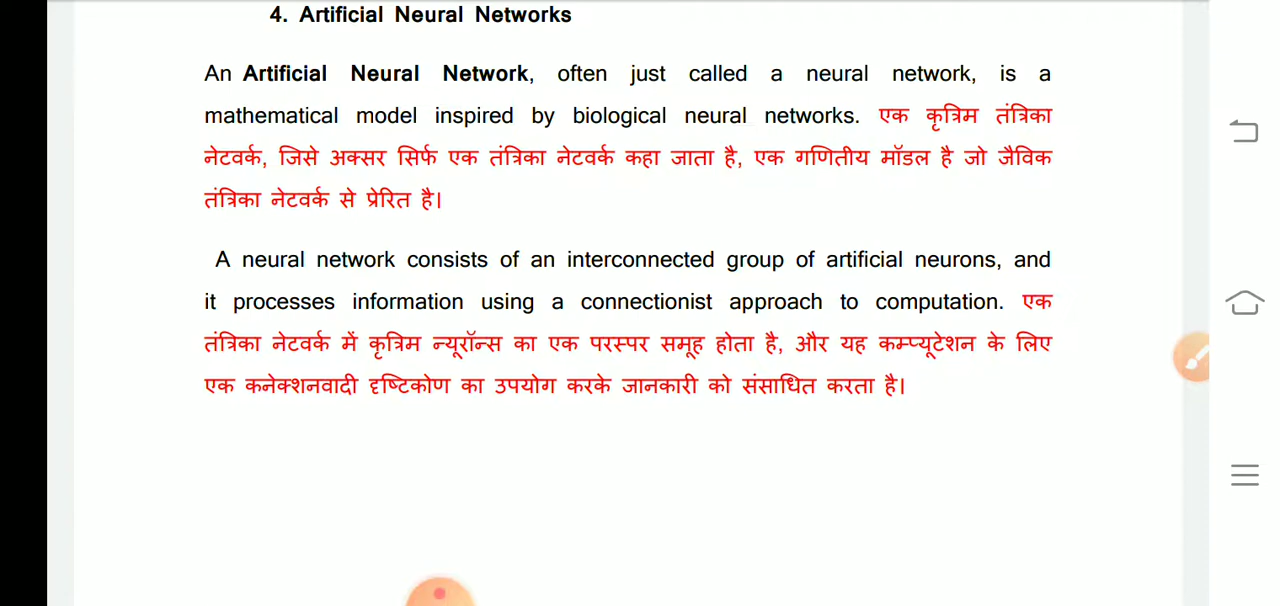 4. Artificial Neural Networks
An Artificial Neural Network, often just called a neural network, is a
mathematical model inspired by biological neural networks. एक कृत्रिम तंत्रिका
नेटवर्क, जिसे अक्सर सिर्फ एक तंत्रिका नेटवर्क कहा जाता है, एक गणितीय मॉडल है जो जैविक
तंत्रिका नेटवर्क से प्रेरित है।
A neural network consists of an interconnected group of artificial neurons, and
it processes information using a connectionist approach to computation. एक
तंत्रिका नेटवर्क में कृत्रिम न्यूरॉन्स का एक परस्पर समूह होता है, और यह कम्प्यूटेशन के लिए
एक कनेक्शनवादी दृष्टिकोण का उपयोग करके जानकारी को संसाधित करता है।